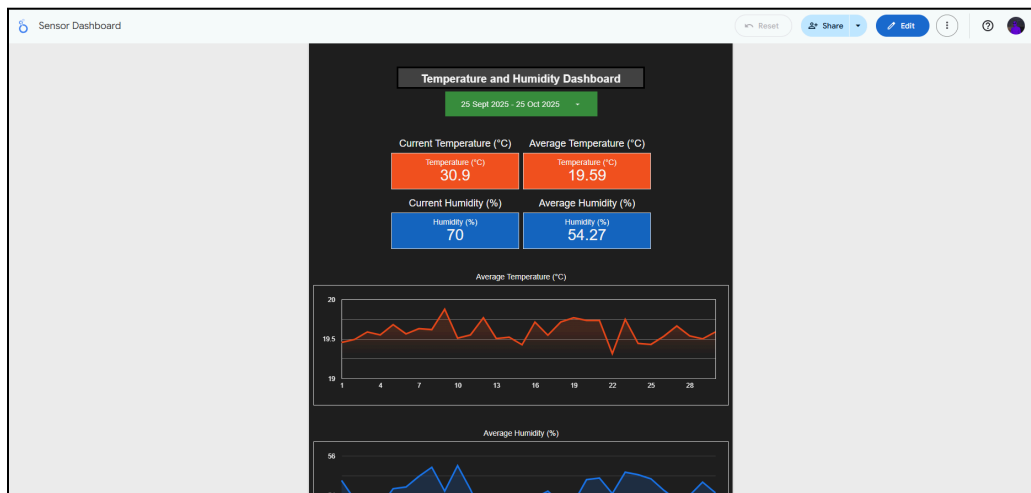 Sensor Dashboard
Reset
Share
Edit
Temperature and Humidity Dashboard
25 Sept 2025 - 25 Oct 2025
Current Temperature (°C) Average Temperature (°C)
Temperature (°C) Temperature (°C)
30.9 19.59
Current Humidity (%) Average Humidity (%)
Humidity (%) Humidity (%)
70 54.27
Average Temperature (°C)
20
19.5
19
1 4 7 10 13 16 19 22 25 28
Average Humidity (%)
56